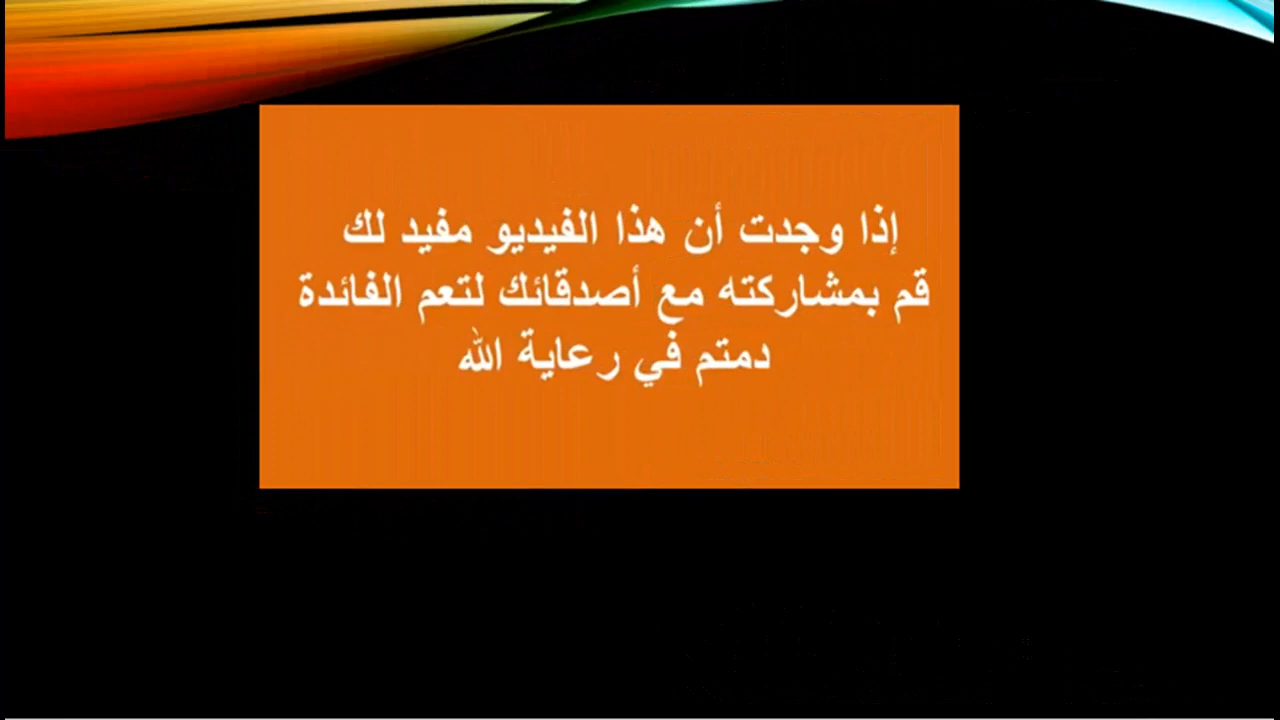 إذا وجدت أن هذا الفيديو مفيد لك
قم بمشاركته مع أصدقائك لتعم الفائدة
دمتم في رعاية الله